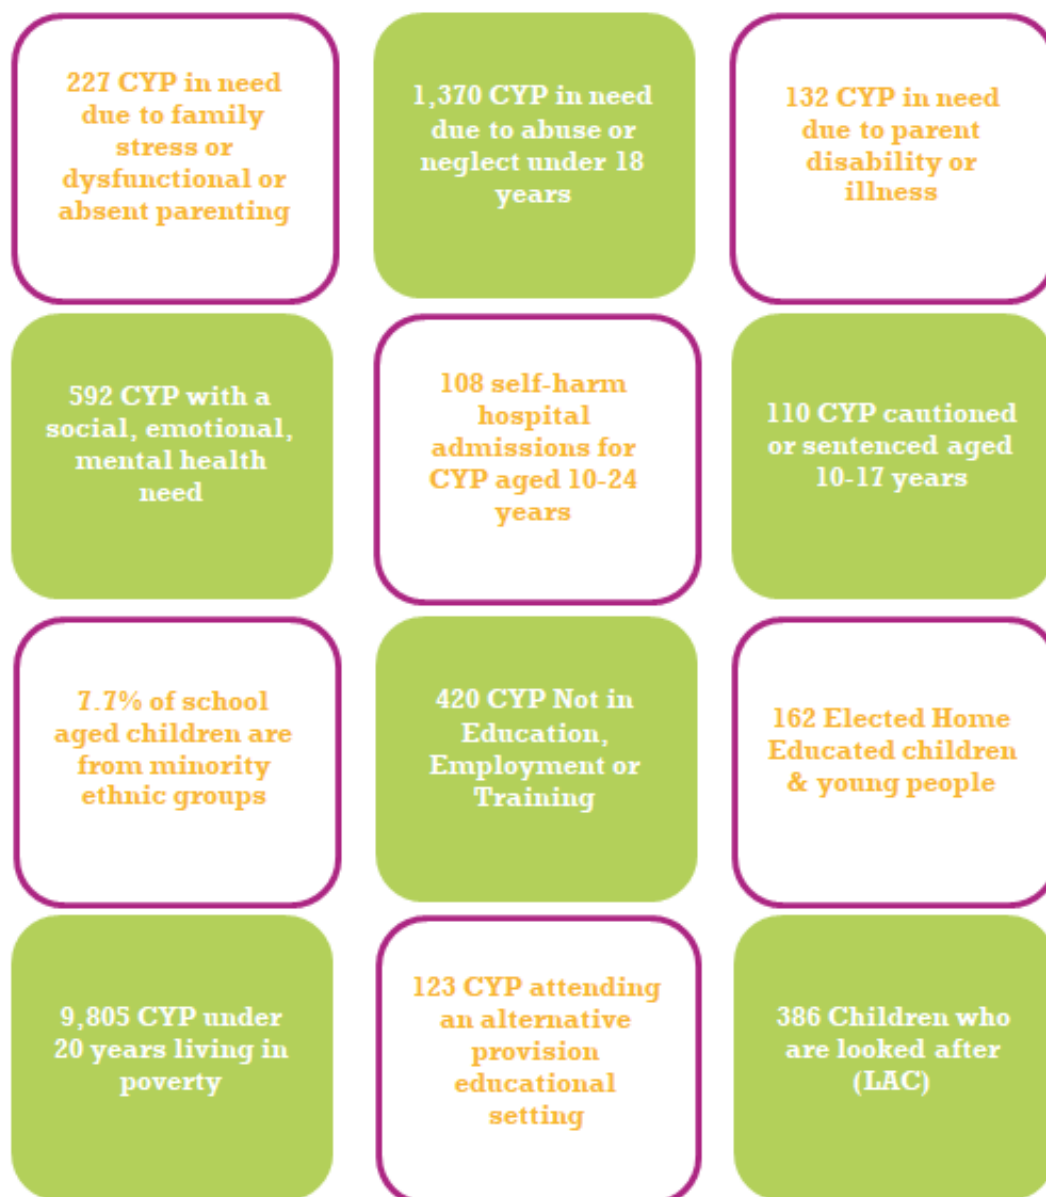 227 CYP in need
due to family
stress or
dysfunctional or
absent parenting
1,370 CYP in need
due to abuse or
neglect under 18
years
132 CYP in need
due to parent
disability or
illness
592 CYP with a
social, emotional,
mental health
need
108 self-harm
hospital
admissions for
CYP aged 10-24
years
110 CYP cautioned
or sentenced aged
10-17 years
7.7% of school
aged children are
from minority
ethnic groups
420 CYP Not in
Education,
Employment or
Training
162 Elected Home
Educated children
& young people
9,805 CYP under
20 years living in
poverty
123 CYP attending
an alternative
provision
educational
setting
386 Children who
are looked after
(LAC)